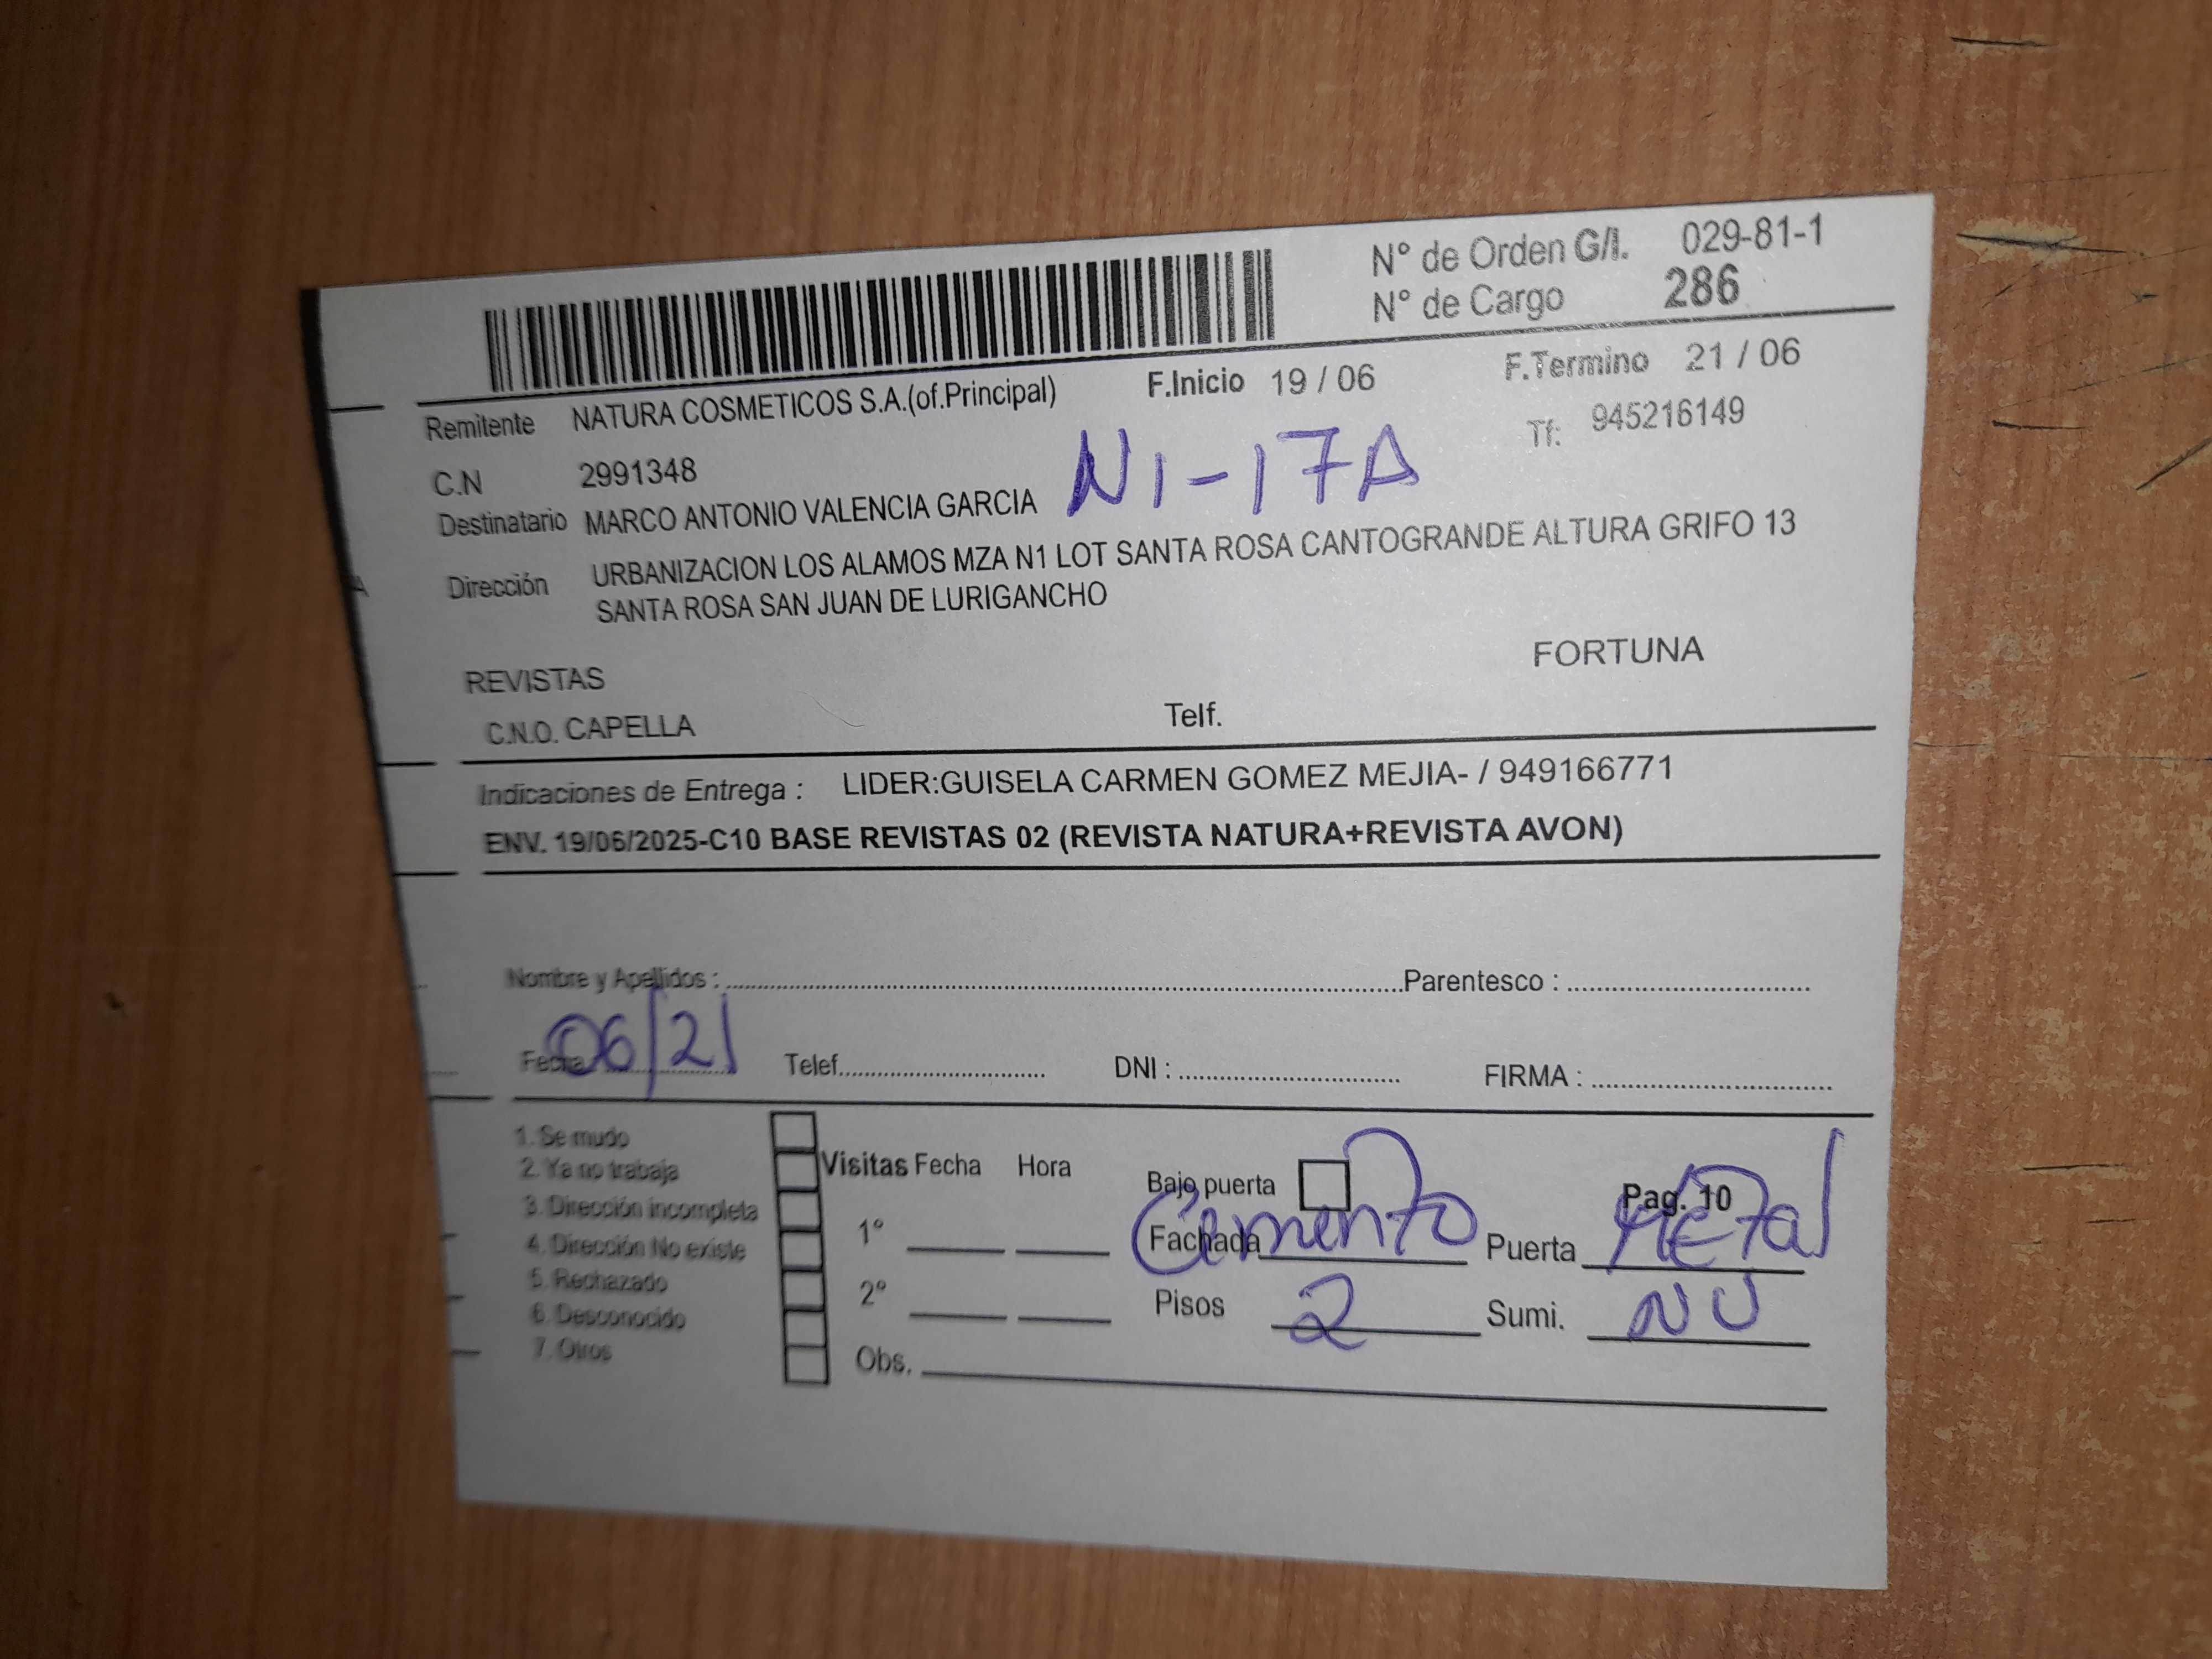 N° de Orden G/I. 029-81-1
N° de Cargo 286
Remitente NATURA COSMETICOS S.A.(of.Principal) F.Inicio 19 / 06 F.Termino 21 / 06
C.N 2991348 N1-17A Tf: 945216149
Destinatario MARCO ANTONIO VALENCIA GARCIA
Dirección URBANIZACION LOS ALAMOS MZA N1 LOT SANTA ROSA CANTOGRANDE ALTURA GRIFO 13
SANTA ROSA SAN JUAN DE LURIGANCHO
REVISTAS FORTUNA
C.N.O. CAPELLA Telf.
Indicaciones de Entrega : LIDER:GUISELA CARMEN GOMEZ MEJIA- / 949166771
ENV. 19/06/2025-C10 BASE REVISTAS 02 (REVISTA NATURA+REVISTA AVON)
Nombre y Apellidos : Parentesco :
Fecha 06/21 Telef. DNI : FIRMA :
1. Se mudo
2. Ya no trabaja Visitas Fecha Hora Bajo puerta Pag. 10
3. Dirección incompleta
4. Dirección No existe 1° Fachada Cemento Puerta Metal
5. Rechazado
6. Desconocido 2° Pisos 2 Sumi. NU
7. Otros Obs.